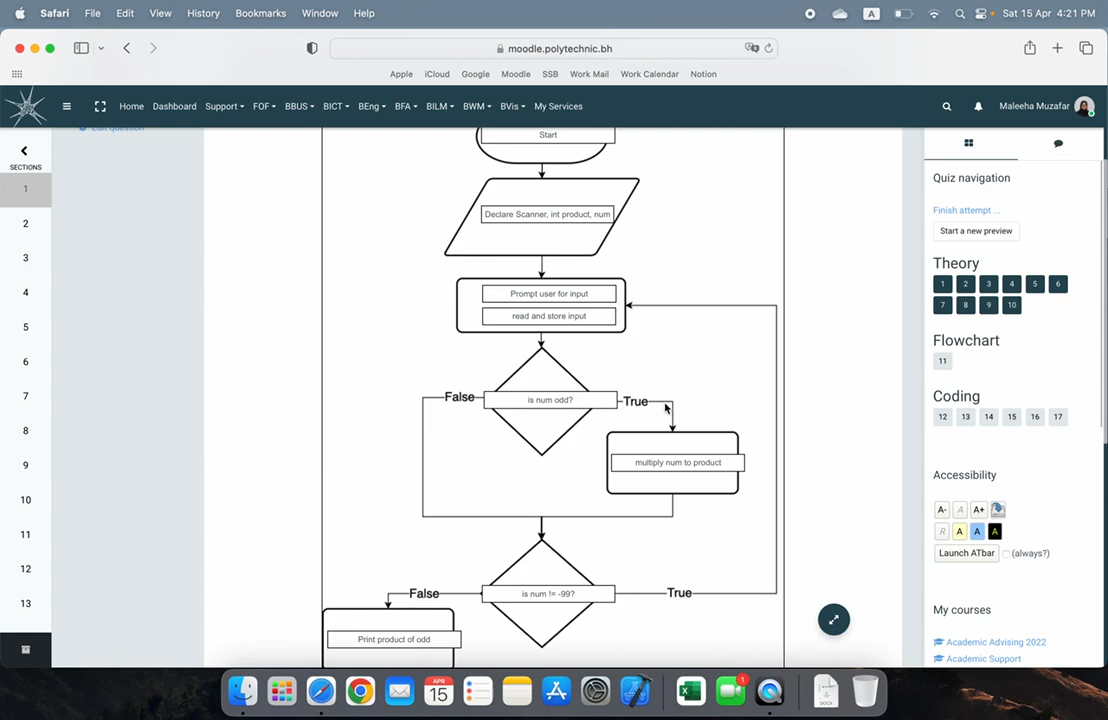 Safari File Edit View History Bookmarks Window Help A Sat 15 Apr 4:21 PM
moodle.polytechnic.bh
Apple iCloud Google Moodle SSB Work Mail Work Calendar Notion
Home Dashboard Support FOF BBUS BICT BEng BFA BILM BWM BVis My Services Maleeha Muzafar
Edit question
SECTIONS
1
2
3
4
5
6
7
8
9
10
11
12
13
Start
Declare Scanner, int product, num
Prompt user for input
read and store input
is num odd?
False
True
multiply num to product
is num != -99?
False
True
Print product of odd
Quiz navigation
Finish attempt ...
Start a new preview
Theory
1 2 3 4 5 6
7 8 9 10
Flowchart
11
Coding
12 13 14 15 16 17
Accessibility
A- A A+
R A A A
Launch ATbar (always?)
My courses
Academic Advising 2022
Academic Support
APR
15
1
DOCX